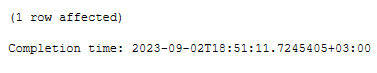 (1 row affected)
Completion time: 2023-09-02T18:51:11.7245405+03:00